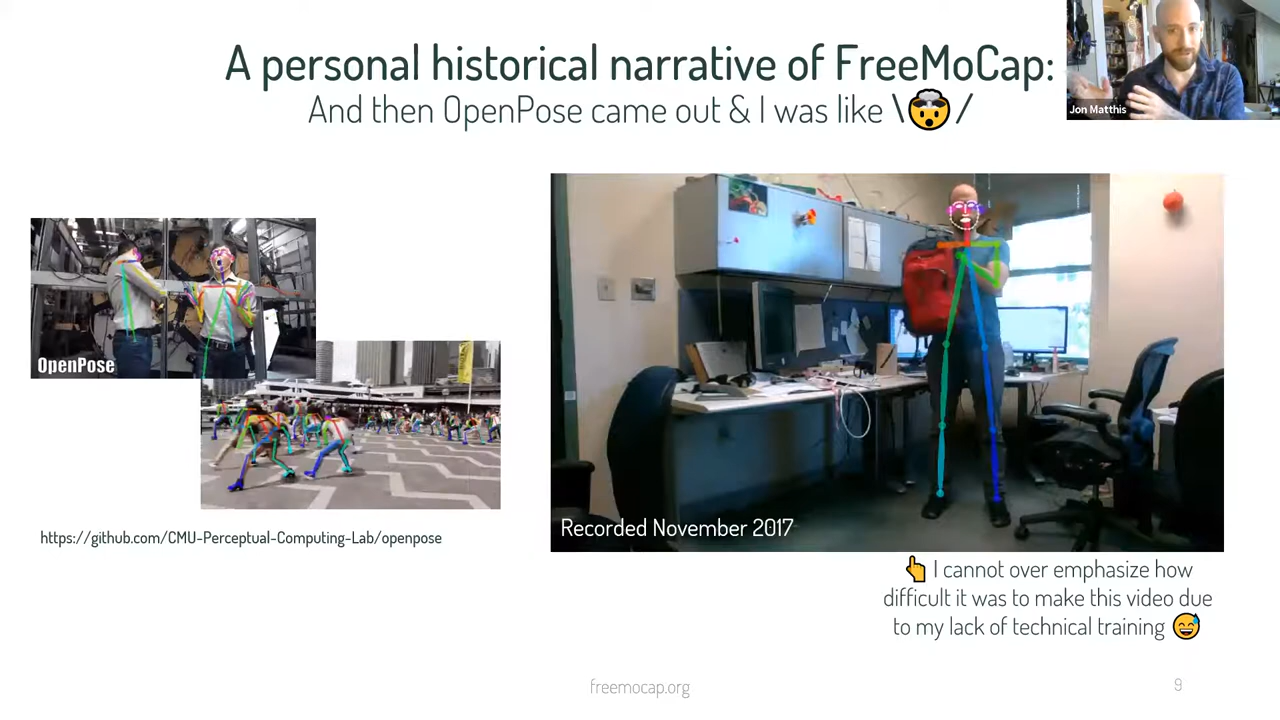 A personal historical narrative of FreeMoCap:
And then OpenPose came out & I was like \🤯/
Jon Matthis
OpenPose
https://github.com/CMU-Perceptual-Computing-Lab/openpose
Recorded November 2017
👆 I cannot over emphasize how
difficult it was to make this video due
to my lack of technical training 😅
freemocap.org
9